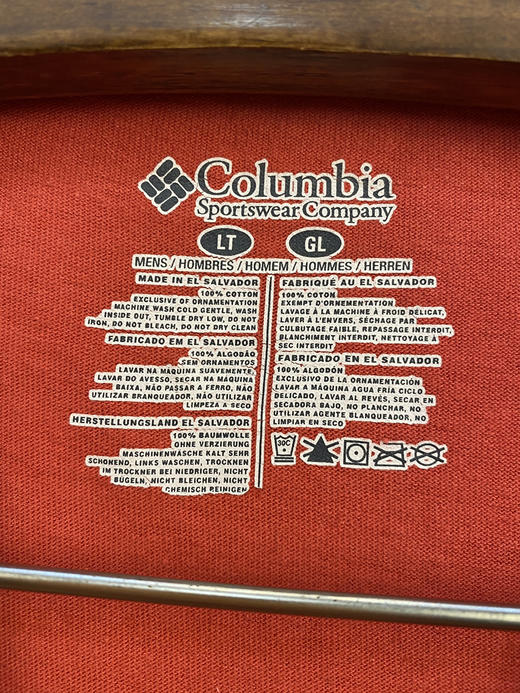 Columbia
Sportswear Company
LT GL
MENS / HOMBRES / HOMEM / HOMMES / HERREN
MADE IN EL SALVADOR
100% COTTON
EXCLUSIVE OF ORNAMENTATION
MACHINE WASH COLD GENTLE, WASH
INSIDE OUT, TUMBLE DRY LOW, DO NOT
IRON, DO NOT BLEACH, DO NOT DRY CLEAN
FABRICADO EM EL SALVADOR
100% ALGODÃO
SEM ORNAMENTOS
LAVAR NA MÁQUINA SUAVEMENTE,
LAVAR DO AVESSO, SECAR NA MÁQUINA
BAIXA, NÃO PASSAR A FERRO, NÃO
UTILIZAR BRANQUEADOR, NÃO UTILIZAR
LIMPEZA A SECO
HERSTELLUNGSLAND EL SALVADOR
100% BAUMWOLLE
OHNE VERZIERUNG
MASCHINENWÄSCHE KALT SEHR
SCHONEND, LINKS WASCHEN, TROCKNEN
IM TROCKNER BEI NIEDRIGER, NICHT
BÜGELN, NICHT BLEICHEN, NICHT
CHEMISCH REINIGEN
FABRIQUÉ AU EL SALVADOR
100% COTON
EXEMPT D'ORNEMENTATION
LAVAGE À LA MACHINE À FROID DÉLICAT,
LAVER À L'ENVERS, SÉCHAGE PAR
CULBUTAGE FAIBLE, REPASSAGE INTERDIT,
BLANCHIMENT INTERDIT, NETTOYAGE À
SEC INTERDIT
FABRICADO EN EL SALVADOR
100% ALGODÓN
EXCLUSIVO DE LA ORNAMENTACIÓN
LAVAR A MÁQUINA AGUA FRÍA CICLO
DELICADO, LAVAR AL REVÉS, SECAR EN
SECADORA BAJO, NO PLANCHAR, NO
UTILIZAR AGENTE BLANQUEADOR, NO
LIMPIAR EN SECO
30C